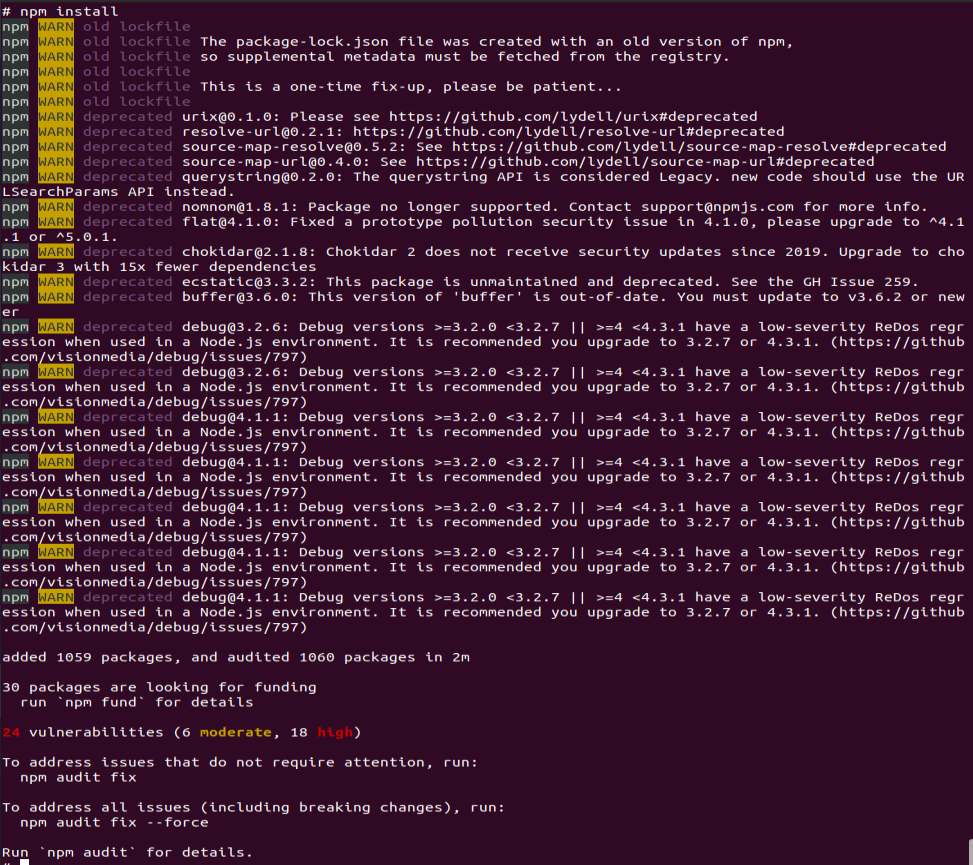 # npm install
npm WARN old lockfile
npm WARN old lockfile The package-lock.json file was created with an old version of npm,
npm WARN old lockfile so supplemental metadata must be fetched from the registry.
npm WARN old lockfile
npm WARN old lockfile This is a one-time fix-up, please be patient...
npm WARN old lockfile
npm WARN deprecated urix@0.1.0: Please see https://github.com/lydell/urix#deprecated
npm WARN deprecated resolve-url@0.2.1: https://github.com/lydell/resolve-url#deprecated
npm WARN deprecated source-map-resolve@0.5.2: See https://github.com/lydell/source-map-resolve#deprecated
npm WARN deprecated source-map-url@0.4.0: See https://github.com/lydell/source-map-url#deprecated
npm WARN deprecated querystring@0.2.0: The querystring API is considered Legacy. new code should use the UR
LSearchParams API instead.
npm WARN deprecated nomnom@1.8.1: Package no longer supported. Contact support@npmjs.com for more info.
npm WARN deprecated flat@4.1.0: Fixed a prototype pollution security issue in 4.1.0, please upgrade to ^4.1
.1 or ^5.0.1.
npm WARN deprecated chokidar@2.1.8: Chokidar 2 does not receive security updates since 2019. Upgrade to cho
kidar 3 with 15x fewer dependencies
npm WARN deprecated ecstatic@3.3.2: This package is unmaintained and deprecated. See the GH Issue 259.
npm WARN deprecated buffer@3.6.0: This version of 'buffer' is out-of-date. You must update to v3.6.2 or new
er
npm WARN deprecated debug@3.2.6: Debug versions >=3.2.0 <3.2.7 || >=4 <4.3.1 have a low-severity ReDos regr
ession when used in a Node.js environment. It is recommended you upgrade to 3.2.7 or 4.3.1. (https://github
.com/visionmedia/debug/issues/797)
npm WARN deprecated debug@3.2.6: Debug versions >=3.2.0 <3.2.7 || >=4 <4.3.1 have a low-severity ReDos regr
ession when used in a Node.js environment. It is recommended you upgrade to 3.2.7 or 4.3.1. (https://github
.com/visionmedia/debug/issues/797)
npm WARN deprecated debug@4.1.1: Debug versions >=3.2.0 <3.2.7 || >=4 <4.3.1 have a low-severity ReDos regr
ession when used in a Node.js environment. It is recommended you upgrade to 3.2.7 or 4.3.1. (https://github
.com/visionmedia/debug/issues/797)
npm WARN deprecated debug@4.1.1: Debug versions >=3.2.0 <3.2.7 || >=4 <4.3.1 have a low-severity ReDos regr
ession when used in a Node.js environment. It is recommended you upgrade to 3.2.7 or 4.3.1. (https://github
.com/visionmedia/debug/issues/797)
npm WARN deprecated debug@4.1.1: Debug versions >=3.2.0 <3.2.7 || >=4 <4.3.1 have a low-severity ReDos regr
ession when used in a Node.js environment. It is recommended you upgrade to 3.2.7 or 4.3.1. (https://github
.com/visionmedia/debug/issues/797)
npm WARN deprecated debug@4.1.1: Debug versions >=3.2.0 <3.2.7 || >=4 <4.3.1 have a low-severity ReDos regr
ession when used in a Node.js environment. It is recommended you upgrade to 3.2.7 or 4.3.1. (https://github
.com/visionmedia/debug/issues/797)
npm WARN deprecated debug@4.1.1: Debug versions >=3.2.0 <3.2.7 || >=4 <4.3.1 have a low-severity ReDos regr
ession when used in a Node.js environment. It is recommended you upgrade to 3.2.7 or 4.3.1. (https://github
.com/visionmedia/debug/issues/797)

added 1059 packages, and audited 1060 packages in 2m

30 packages are looking for funding
  run `npm fund` for details

24 vulnerabilities (6 moderate, 18 high)

To address issues that do not require attention, run:
  npm audit fix

To address all issues (including breaking changes), run:
  npm audit fix --force

Run `npm audit` for details.
#